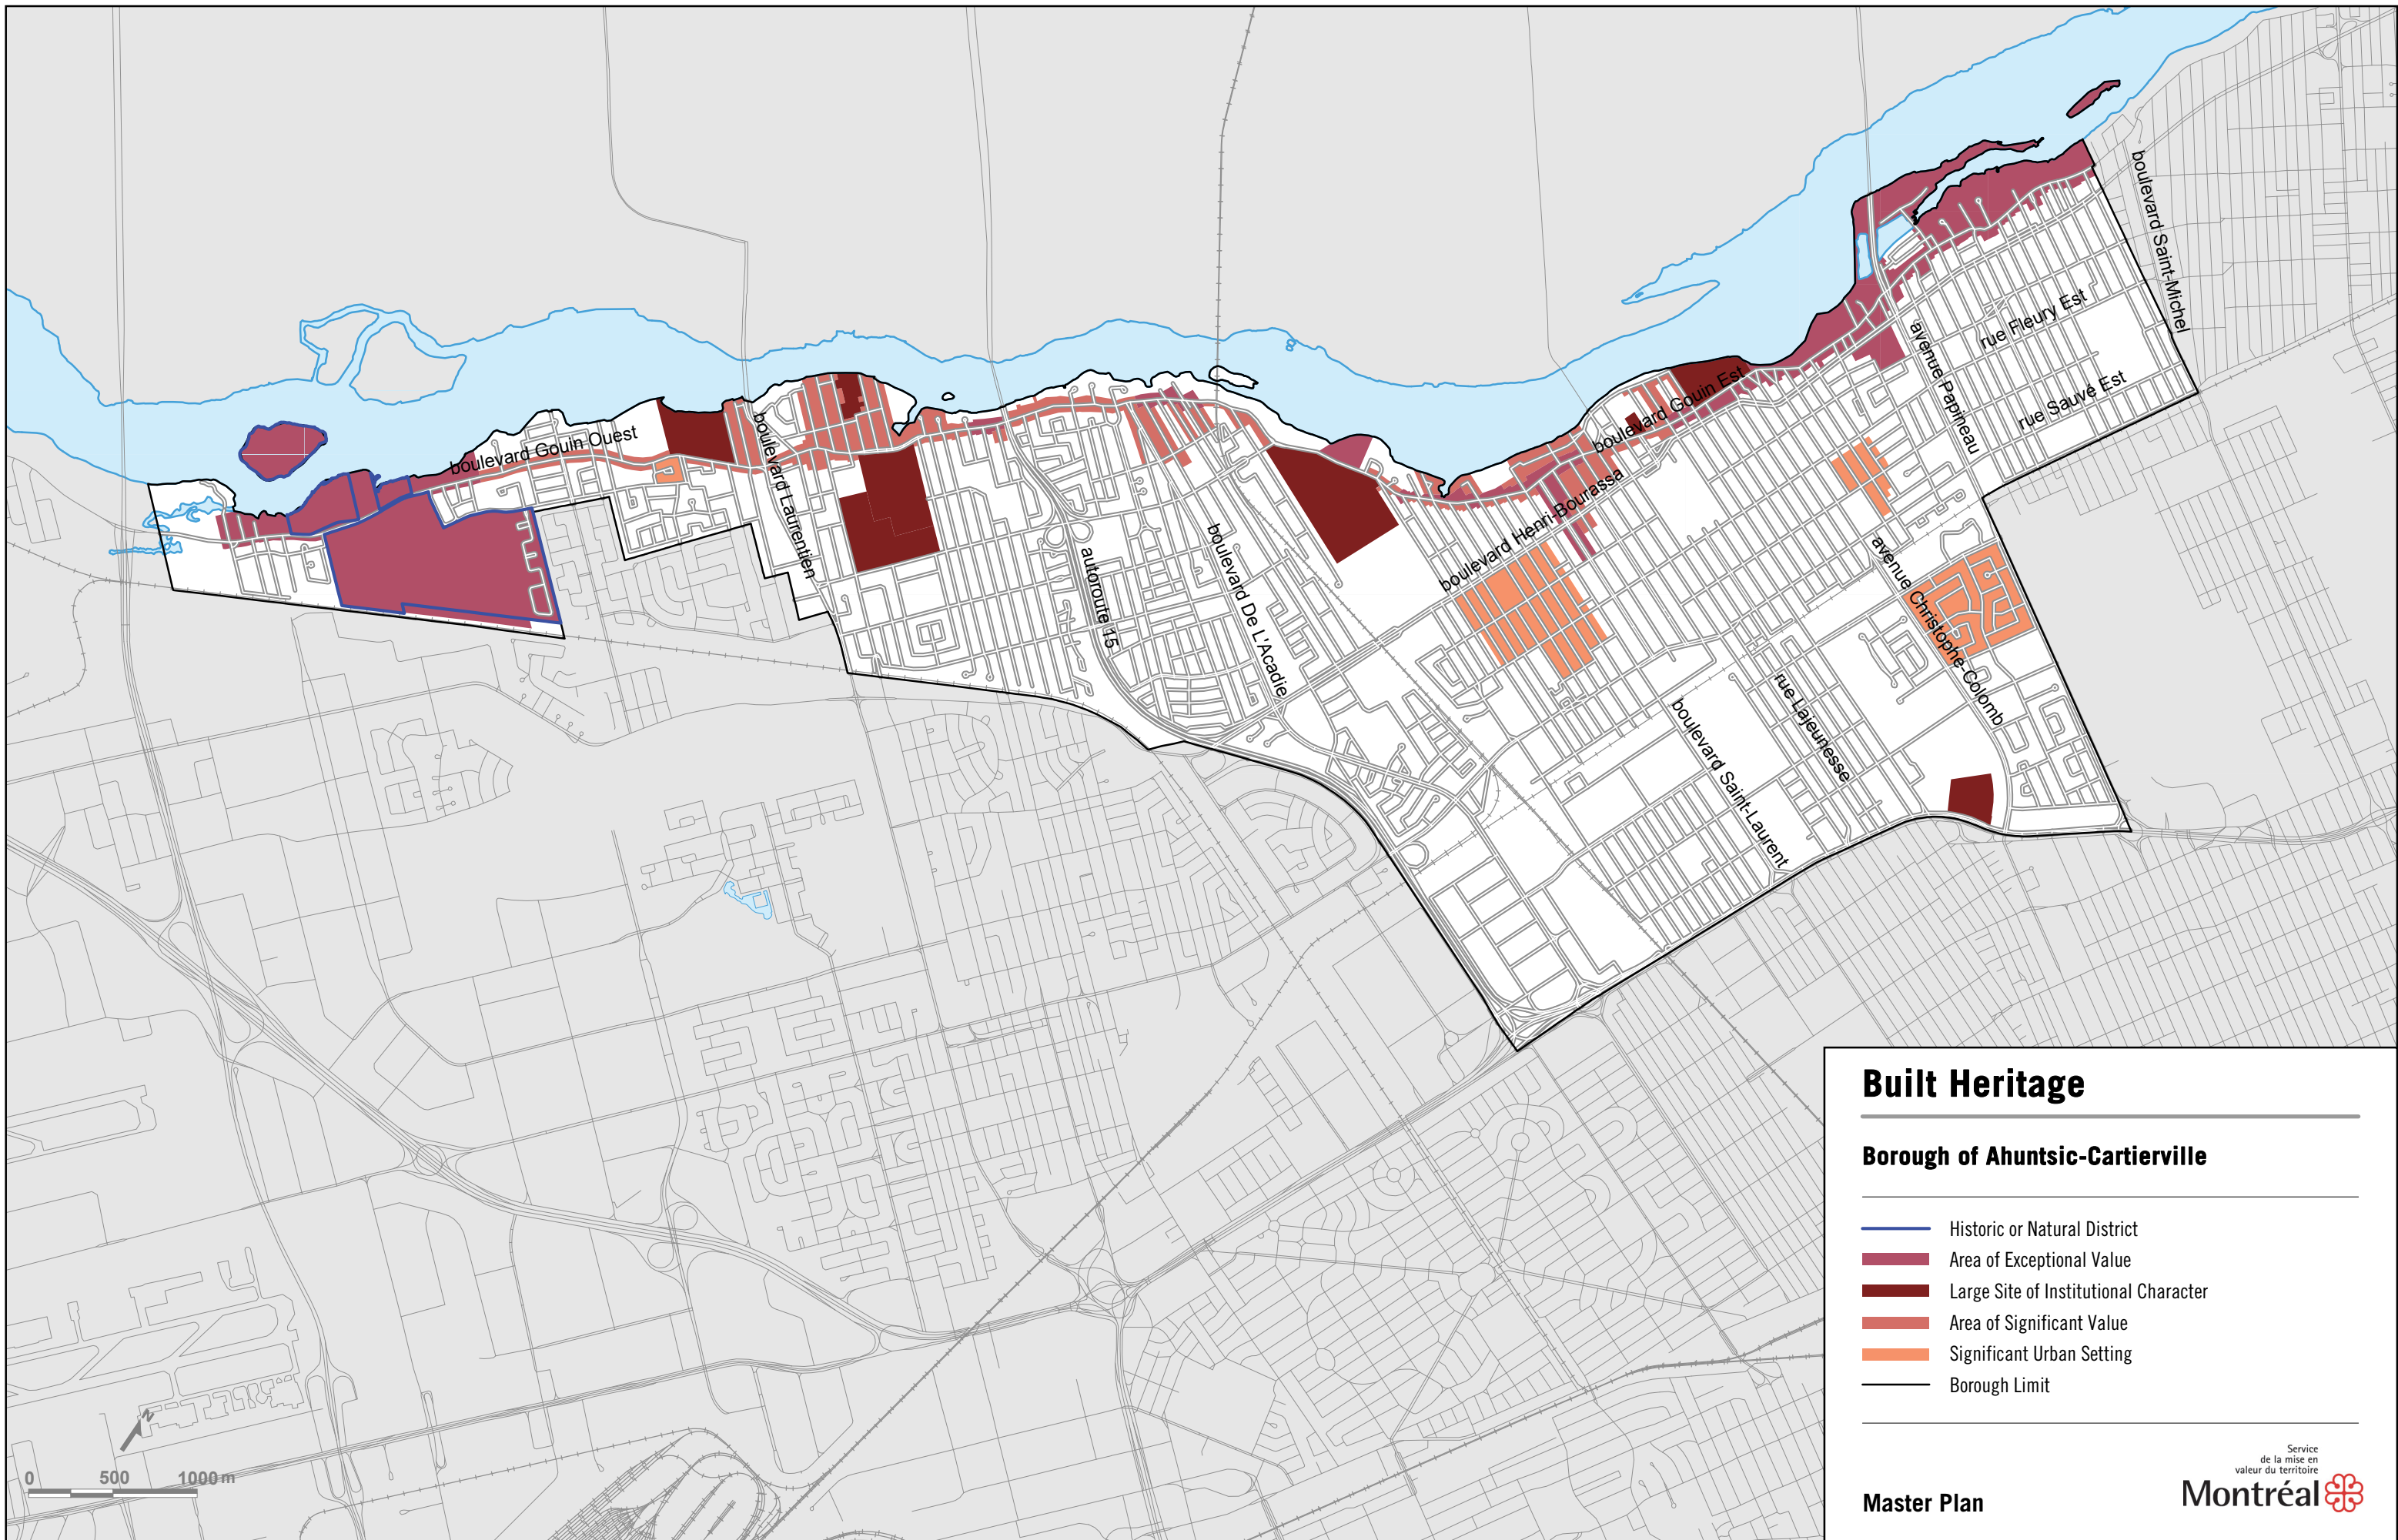 boulevard Saint-Michel
rue Fleury Est
avenue Papineau
rue Sauvé Est
boulevard Gouin Est
boulevard Gouin Ouest
boulevard Laurentien
boulevard Henri-Bourassa
autoroute 15
boulevard De L'Acadie
avenue Christophe-Colomb
rue Lajeunesse
boulevard Saint-Laurent
N
0 500 1000 m
Built Heritage
Borough of Ahuntsic-Cartierville
Historic or Natural District
Area of Exceptional Value
Large Site of Institutional Character
Area of Significant Value
Significant Urban Setting
Borough Limit
Service
de la mise en
valeur du territoire
Master Plan
Montréal